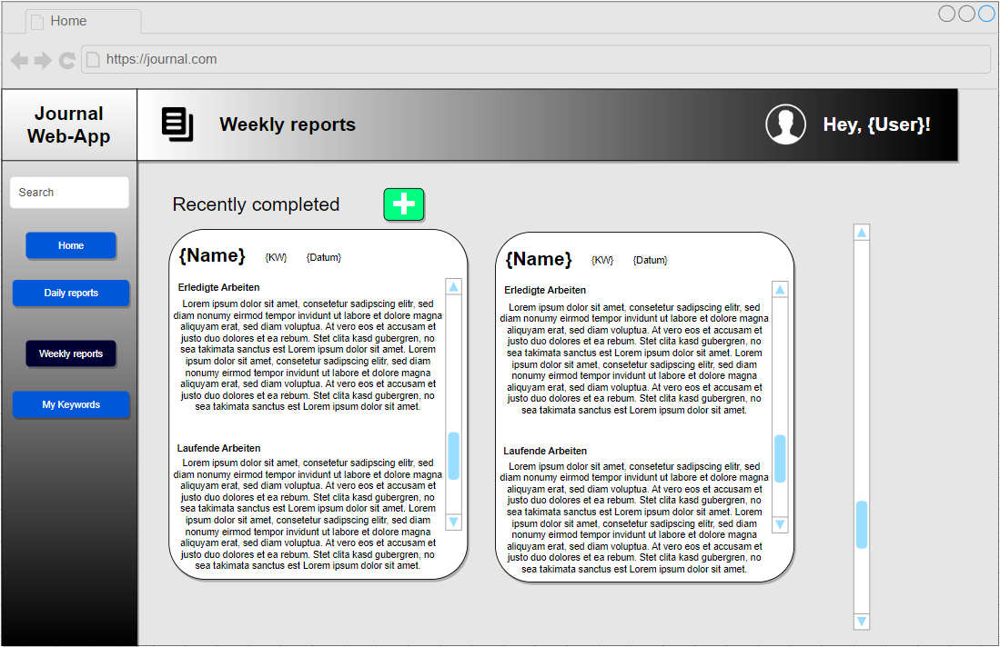 Home
https://journal.com
Journal
Web-App
Weekly reports
Hey, {User}!
Search
Home
Daily reports
Weekly reports
My Keywords
Recently completed
{Name} {KW} {Datum}
Erledigte Arbeiten
Lorem ipsum dolor sit amet, consetetur sadipscing elitr, sed
diam nonumy eirmod tempor invidunt ut labore et dolore magna
aliquyam erat, sed diam voluptua. At vero eos et accusam et
justo duo dolores et ea rebum. Stet clita kasd gubergren, no
sea takimata sanctus est Lorem ipsum dolor sit amet. Lorem
ipsum dolor sit amet, consetetur sadipscing elitr, sed diam
nonumy eirmod tempor invidunt ut labore et dolore magna
aliquyam erat, sed diam voluptua. At vero eos et accusam et
justo duo dolores et ea rebum. Stet clita kasd gubergren, no
sea takimata sanctus est Lorem ipsum dolor sit amet.
Laufende Arbeiten
Lorem ipsum dolor sit amet, consetetur sadipscing elitr, sed
diam nonumy eirmod tempor invidunt ut labore et dolore magna
aliquyam erat, sed diam voluptua. At vero eos et accusam et
justo duo dolores et ea rebum. Stet clita kasd gubergren, no
sea takimata sanctus est Lorem ipsum dolor sit amet. Lorem
ipsum dolor sit amet, consetetur sadipscing elitr, sed diam
nonumy eirmod tempor invidunt ut labore et dolore magna
aliquyam erat, sed diam voluptua. At vero eos et accusam et
justo duo dolores et ea rebum. Stet clita kasd gubergren, no
sea takimata sanctus est Lorem ipsum dolor sit amet.
{Name} {KW} {Datum}
Erledigte Arbeiten
Lorem ipsum dolor sit amet, consetetur sadipscing elitr, sed
diam nonumy eirmod tempor invidunt ut labore et dolore magna
aliquyam erat, sed diam voluptua. At vero eos et accusam et
justo duo dolores et ea rebum. Stet clita kasd gubergren, no
sea takimata sanctus est Lorem ipsum dolor sit amet. Lorem
ipsum dolor sit amet, consetetur sadipscing elitr, sed diam
nonumy eirmod tempor invidunt ut labore et dolore magna
aliquyam erat, sed diam voluptua. At vero eos et accusam et
justo duo dolores et ea rebum. Stet clita kasd gubergren, no
sea takimata sanctus est Lorem ipsum dolor sit amet.
Laufende Arbeiten
Lorem ipsum dolor sit amet, consetetur sadipscing elitr, sed
diam nonumy eirmod tempor invidunt ut labore et dolore magna
aliquyam erat, sed diam voluptua. At vero eos et accusam et
justo duo dolores et ea rebum. Stet clita kasd gubergren, no
sea takimata sanctus est Lorem ipsum dolor sit amet. Lorem
ipsum dolor sit amet, consetetur sadipscing elitr, sed diam
nonumy eirmod tempor invidunt ut labore et dolore magna
aliquyam erat, sed diam voluptua. At vero eos et accusam et
justo duo dolores et ea rebum. Stet clita kasd gubergren, no
sea takimata sanctus est Lorem ipsum dolor sit amet.